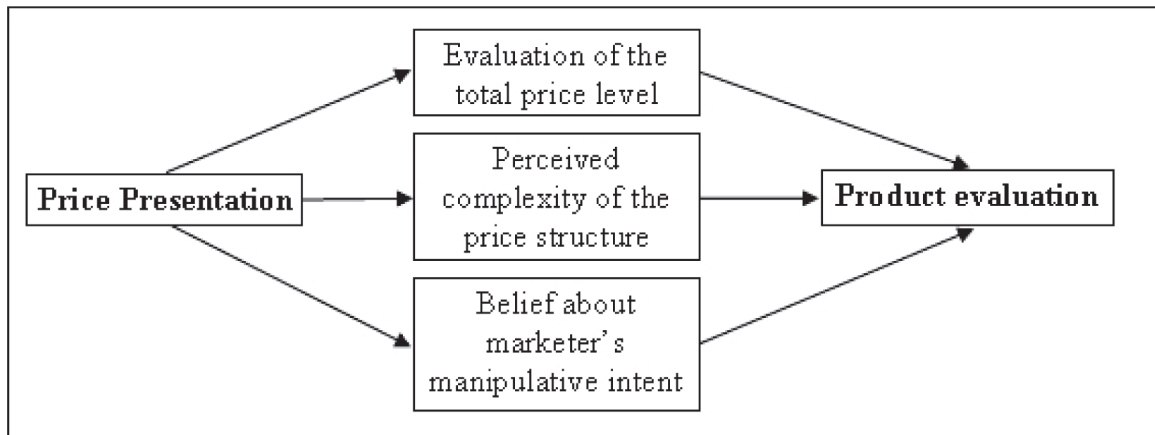 Evaluation of the
total price level
Price Presentation
Perceived
complexity of the
price structure
Product evaluation
Belief about
marketer's
manipulative intent